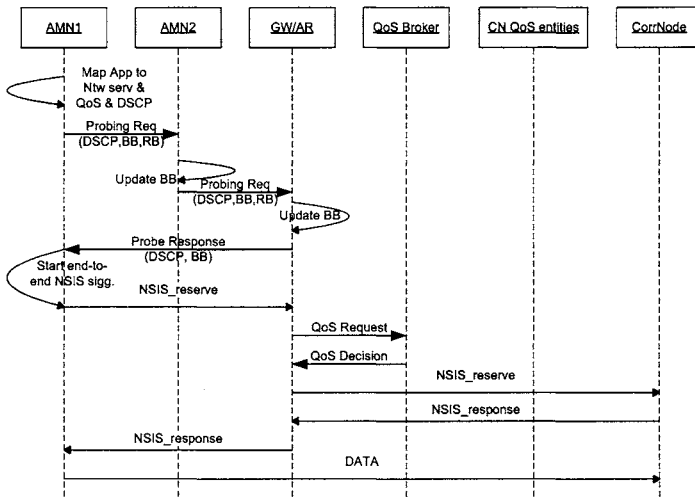 AMN1
AMN2
GW/AR
QoS Broker
CN QoS entities
CorrNode
Map App to
Ntw serv &
QoS & DSCP
Probing Req
(DSCP,BB,RB)
Update BB
Probing Req
(DSCP,BB,RB)
Update BB
Probe Response
(DSCP, BB)
Start end-to-
end NSIS sigg.
NSIS_reserve
QoS Request
QoS Decision
NSIS_reserve
NSIS_response
NSIS_response
DATA